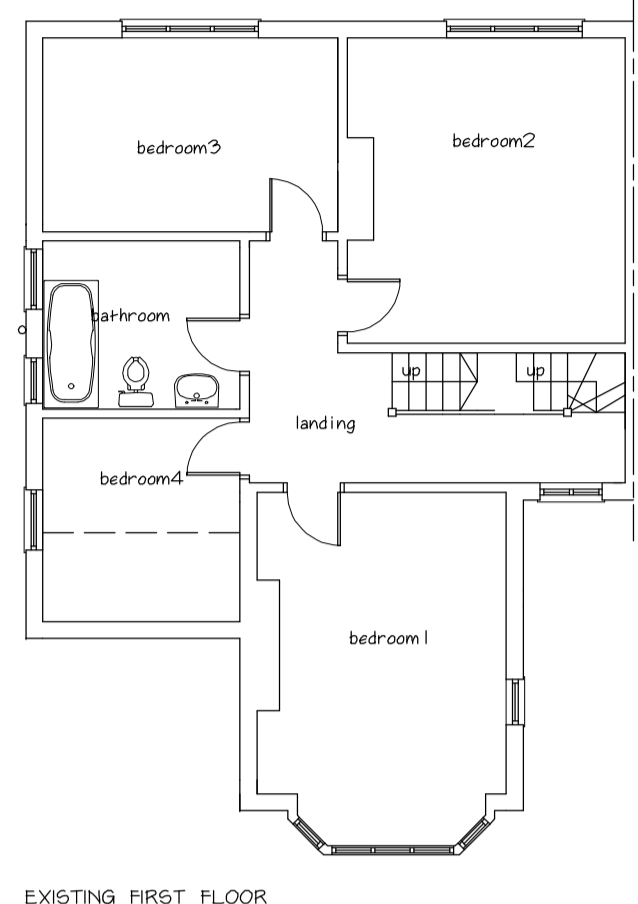 bedroom3
bedroom2
bathroom
up
up
landing
bedroom4
bedroom1
EXISTING FIRST FLOOR